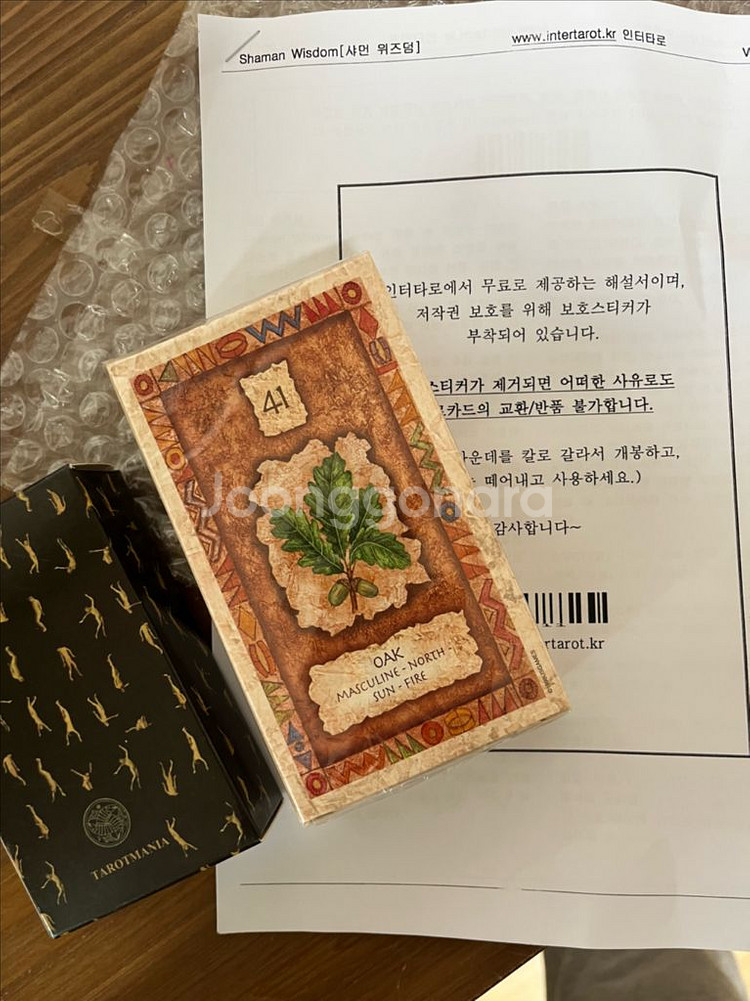 Shaman Wisdom[샤먼 위즈덤]
www.intertarot.kr 인터타로
V
인터타로에서 무료로 제공하는 해설서이며,
저작권 보호를 위해 보호스티커가
부착되어 있습니다.
스티커가 제거되면 어떠한 사유로도
카드의 교환/반품 불가합니다.
칼로 갈라서 개봉하고,
떼어내고 사용하세요.)
감사합니다~
rtarot.kr
41
OAK
MASCULINE - NORTH -
SUN - FIRE
TAROTMANIA
Joonggonara